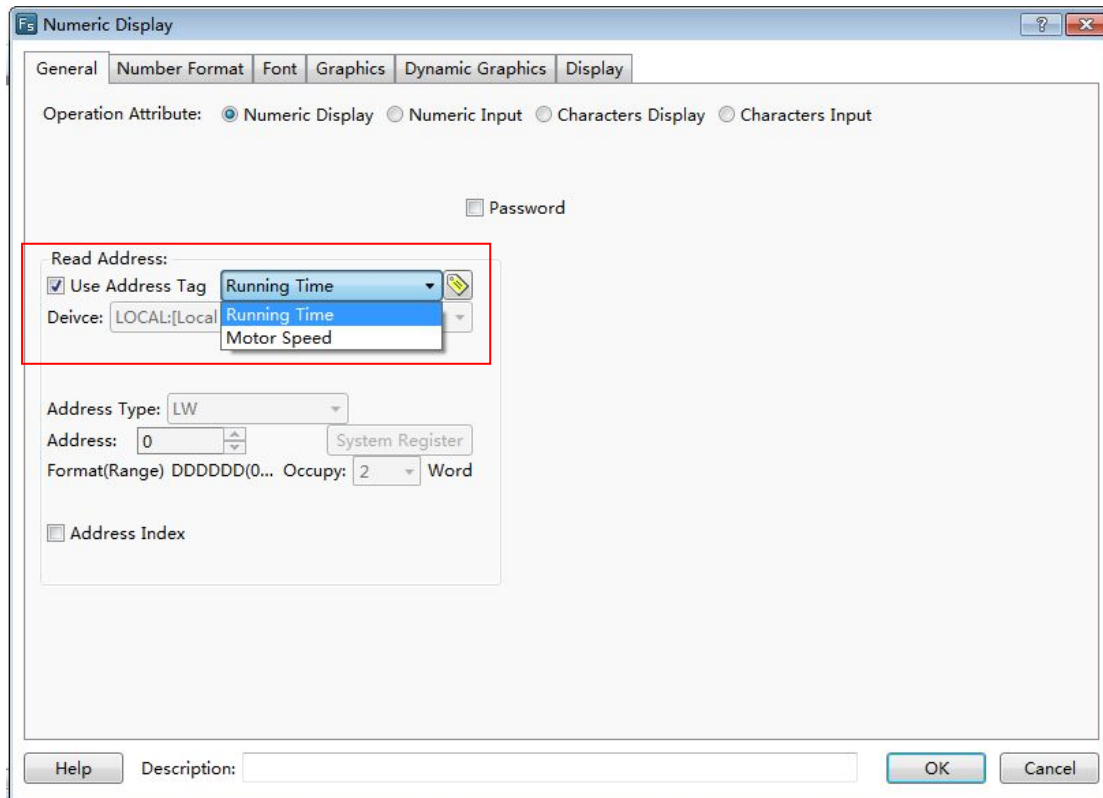 Fs Numeric Display
General Number Format Font Graphics Dynamic Graphics Display
Operation Attribute: Numeric Display Numeric Input Characters Display Characters Input
Password
Read Address:
Use Address Tag Running Time
Deivce: LOCAL:[Local Running Time
Motor Speed
Address Type: LW
Address: 0 System Register
Format(Range) DDDDDD(0... Occupy: 2 Word
Address Index
Help Description: OK Cancel